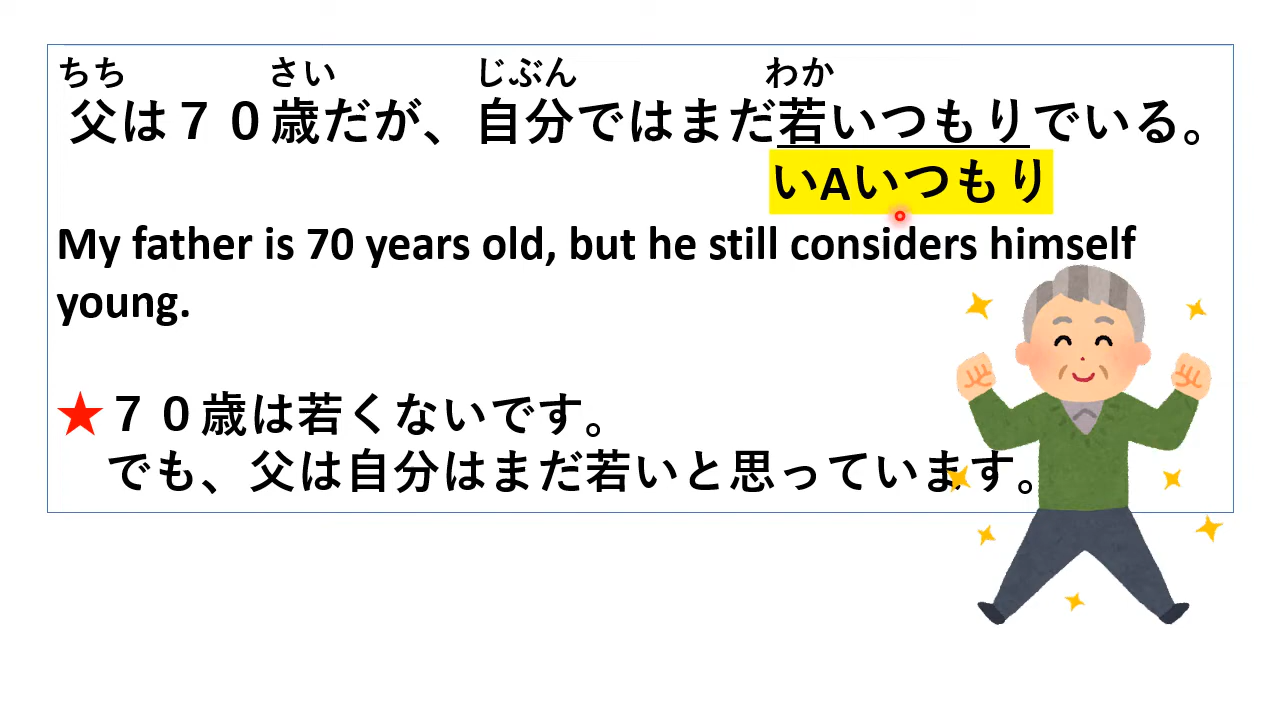 ちち さい じぶん わか
父は７０歳だが、自分ではまだ若いつもりでいる。
いAいつもり
My father is 70 years old, but he still considers himself
young.
★７０歳は若くないです。
でも、父は自分はまだ若いと思っています。